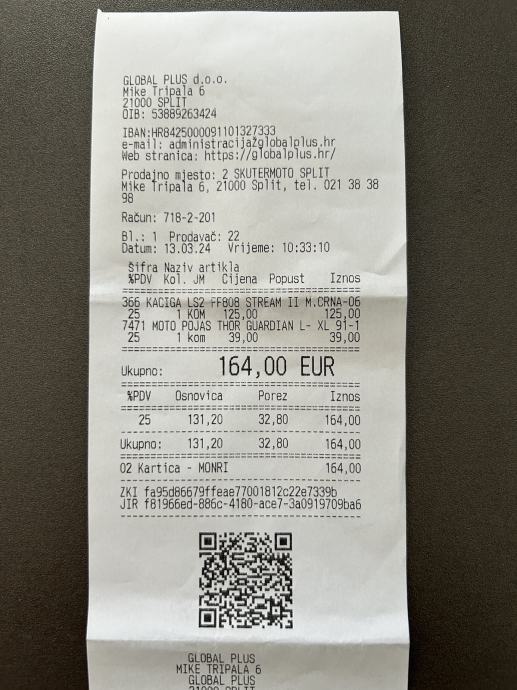 GLOBAL PLUS d.o.o.
Mike Tripala 6
21000 SPLIT
OIB: 53889263424
IBAN:HR8425000091101327333
e-mail: administracijažglobalplus.hr
Web stranica: https://globalplus.hr/
Prodajno mjesto: 2 SKUTERMOTO SPLIT
Mike Tripala 6, 21000 Split, tel. 021 38 38
98
Račun: 718-2-201
Bl.: 1 Prodavač: 22
Datum: 13.03.24 Vrijeme: 10:33:10
Šifra Naziv artikla
%PDV Kol. JM Cijena Popust Iznos
366 KACIGA LS2 FF808 STREAM II M.CRNA-06
25 1 KOM 125,00 125,00
7471 MOTO POJAS THOR GUARDIAN L- XL 91-1
25 1 kom 39,00 39,00
Ukupno: 164,00 EUR
%PDV Osnovica Porez Iznos
25 131,20 32,80 164,00
Ukupno: 131,20 32,80 164,00
02 Kartica - MONRI 164,00
ZKI fa95d86679ffeae77001812c22e7339b
JIR f81966ed-886c-4180-ace7-3a0919709ba6
GLOBAL PLUS
MIKE TRIPALA 6
GLOBAL PLUS
21000 SPLIT